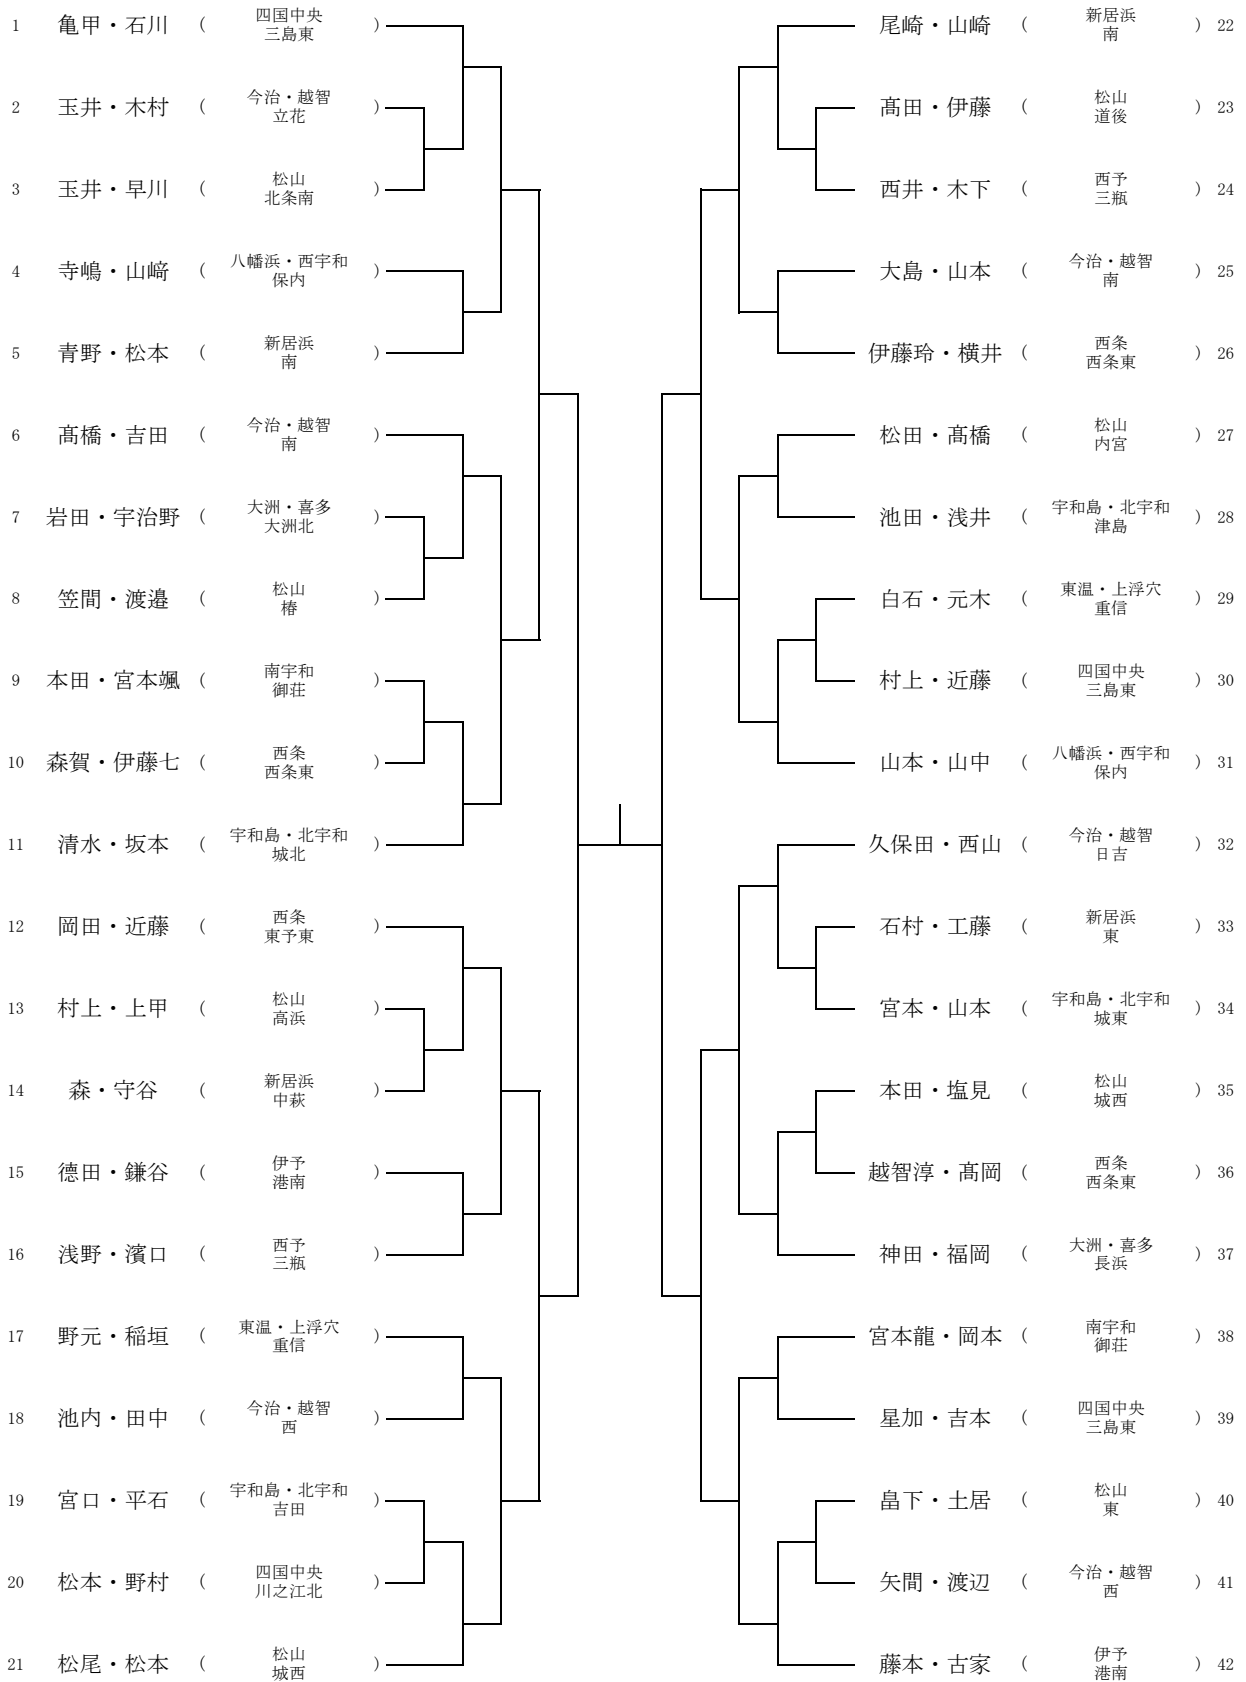 1 亀甲・石川 ( 四国中央 三島東 )
2 玉井・木村 ( 今治・越智 立花 )
3 玉井・早川 ( 松山 北条南 )
4 寺嶋・山﨑 ( 八幡浜・西宇和 保内 )
5 青野・松本 ( 新居浜 南 )
6 髙橋・吉田 ( 今治・越智 南 )
7 岩田・宇治野 ( 大洲・喜多 大洲北 )
8 笠間・渡邉 ( 松山 椿 )
9 本田・宮本颯 ( 南宇和 御荘 )
10 森賀・伊藤七 ( 西条 西条東 )
11 清水・坂本 ( 宇和島・北宇和 城北 )
12 岡田・近藤 ( 西条 東予東 )
13 村上・上甲 ( 松山 高浜 )
14 森・守谷 ( 新居浜 中萩 )
15 德田・鎌谷 ( 伊予 港南 )
16 浅野・濱口 ( 西予 三瓶 )
17 野元・稲垣 ( 東温・上浮穴 重信 )
18 池内・田中 ( 今治・越智 西 )
19 宮口・平石 ( 宇和島・北宇和 吉田 )
20 松本・野村 ( 四国中央 川之江北 )
21 松尾・松本 ( 松山 城西 )
尾崎・山崎 ( 新居浜 南 ) 22
髙田・伊藤 ( 松山 道後 ) 23
西井・木下 ( 西予 三瓶 ) 24
大島・山本 ( 今治・越智 南 ) 25
伊藤玲・横井 ( 西条 西条東 ) 26
松田・髙橋 ( 松山 内宮 ) 27
池田・浅井 ( 宇和島・北宇和 津島 ) 28
白石・元木 ( 東温・上浮穴 重信 ) 29
村上・近藤 ( 四国中央 三島東 ) 30
山本・山中 ( 八幡浜・西宇和 保内 ) 31
久保田・西山 ( 今治・越智 日吉 ) 32
石村・工藤 ( 新居浜 東 ) 33
宮本・山本 ( 宇和島・北宇和 城東 ) 34
本田・塩見 ( 松山 城西 ) 35
越智淳・髙岡 ( 西条 西条東 ) 36
神田・福岡 ( 大洲・喜多 長浜 ) 37
宮本龍・岡本 ( 南宇和 御荘 ) 38
星加・吉本 ( 四国中央 三島東 ) 39
畠下・土居 ( 松山 東 ) 40
矢間・渡辺 ( 今治・越智 西 ) 41
藤本・古家 ( 伊予 港南 ) 42